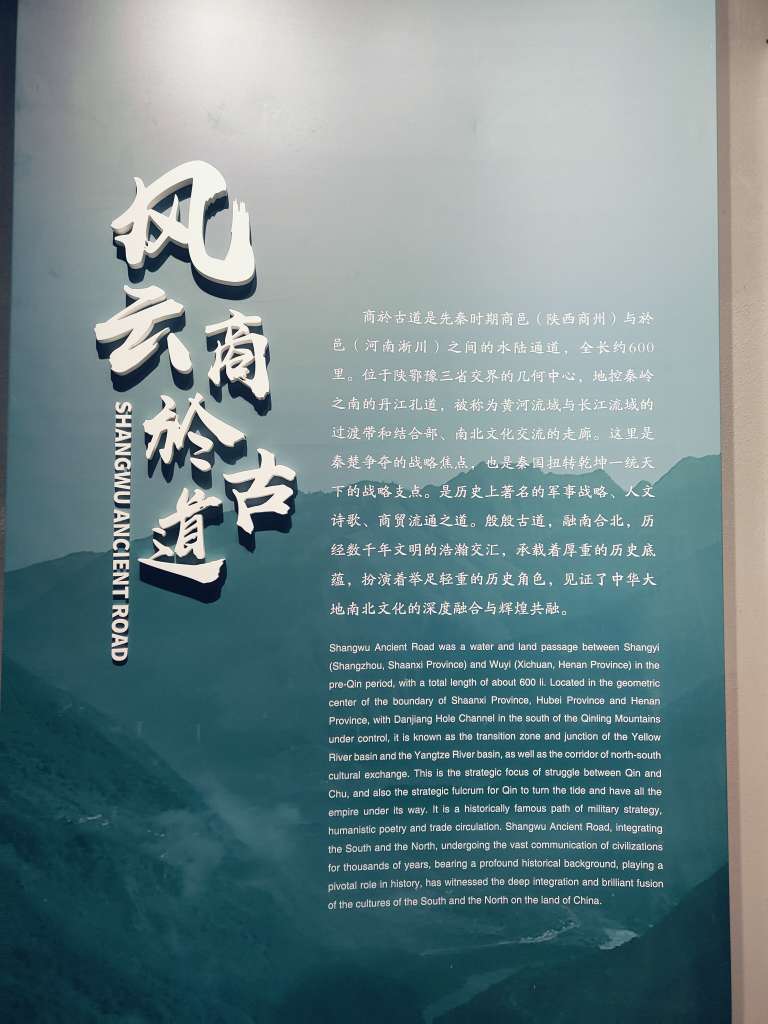 风云
商於古道
SHANGWU ANCIENT ROAD
商於古道是先秦时期商邑（陕西商州）与於
邑（河南淅川）之间的水陆通道，全长约600
里。位于陕鄂豫三省交界的几何中心，地控秦岭
之南的丹江孔道，被称为黄河流域与长江流域的
过渡带和结合部、南北文化交流的走廊。这里是
秦楚争夺的战略焦点，也是秦国扭转乾坤一统天
下的战略支点。是历史上著名的军事战略、人文
诗歌、商贸流通之道。殷殷古道，融南合北，历
经数千年文明的浩瀚交汇，承载着厚重的历史底
蕴，扮演着举足轻重的历史角色，见证了中华大
地南北文化的深度融合与辉煌共融。
Shangwu Ancient Road was a water and land passage between Shangyi
(Shangzhou, Shaanxi Province) and Wuyi (Xichuan, Henan Province) in the
pre-Qin period, with a total length of about 600 li. Located in the geometric
center of the boundary of Shaanxi Province, Hubei Province and Henan
Province, with Danjiang Hole Channel in the south of the Qinling Mountains
under control, it is known as the transition zone and junction of the Yellow
River basin and the Yangtze River basin, as well as the corridor of north-south
cultural exchange. This is the strategic focus of struggle between Qin and
Chu, and also the strategic fulcrum for Qin to turn the tide and have all the
empire under its way. It is a historically famous path of military strategy,
humanistic poetry and trade circulation. Shangwu Ancient Road, integrating
the South and the North, undergoing the vast communication of civilizations
for thousands of years, bearing a profound historical background, playing a
pivotal role in history, has witnessed the deep integration and brilliant fusion
of the cultures of the South and the North on the land of China.